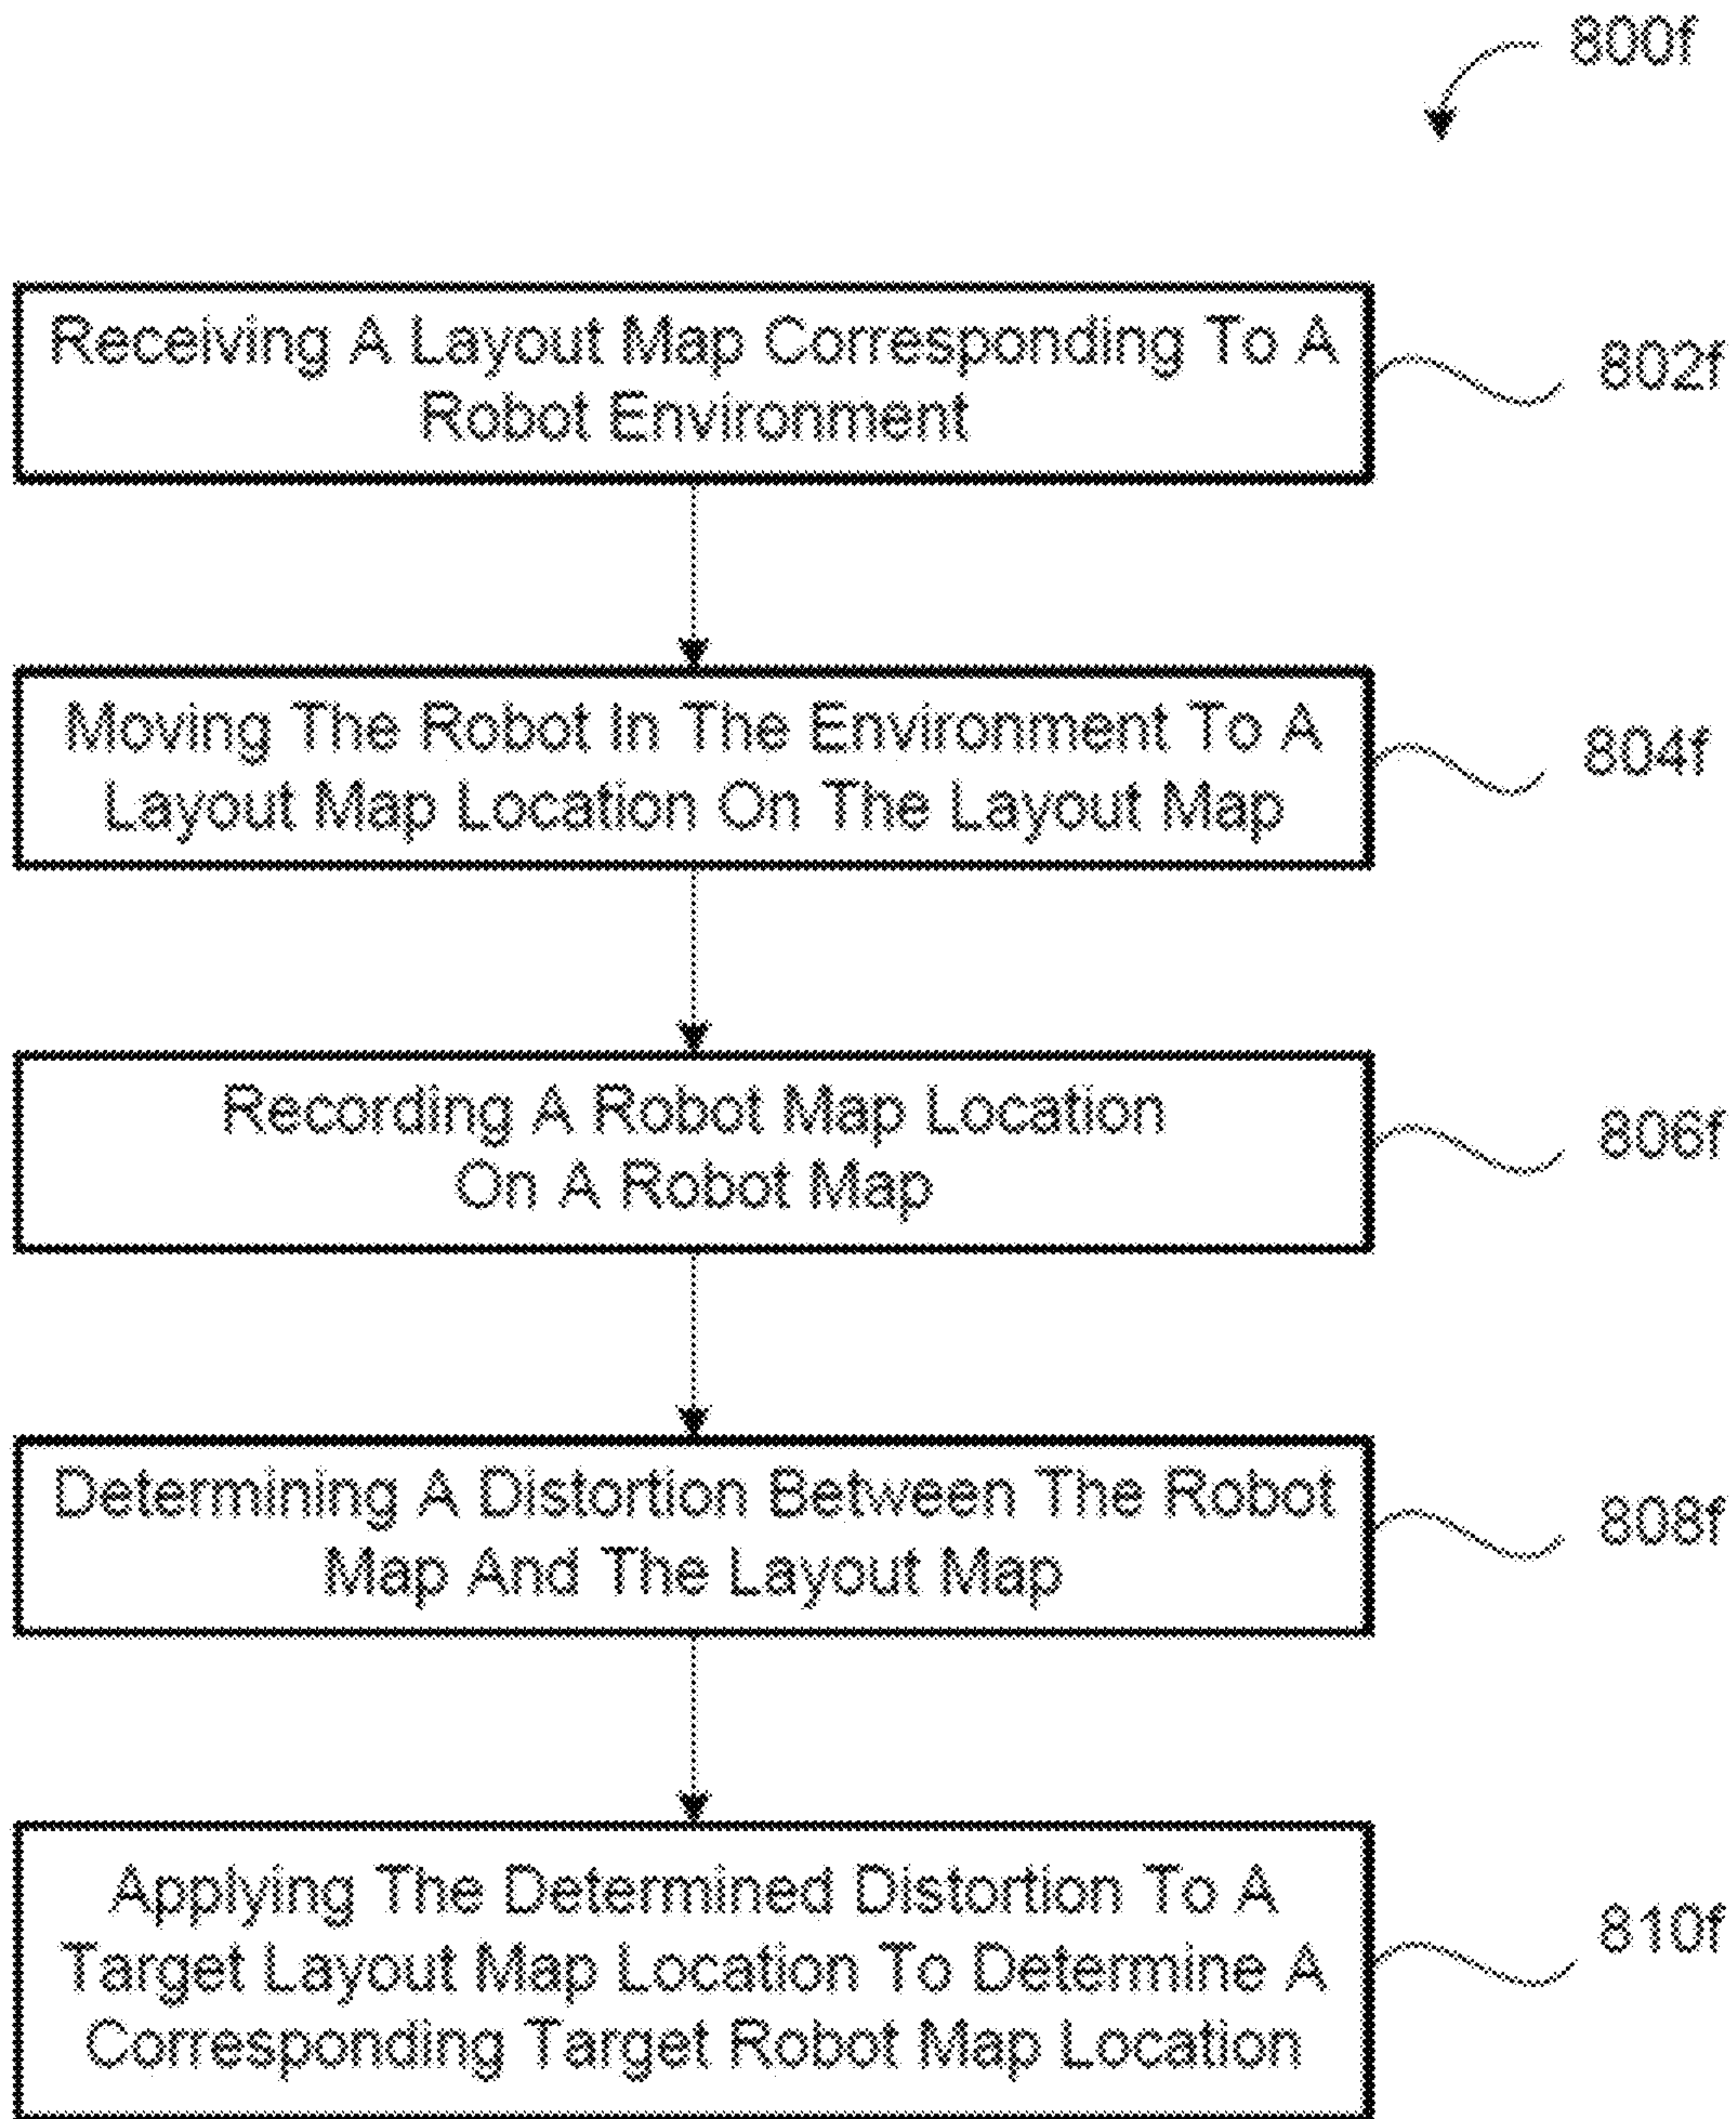 800f
Receiving A Layout Map Corresponding To A
Robot Environment
802f
Moving The Robot In The Environment To A
Layout Map Location On The Layout Map
804f
Recording A Robot Map Location
On A Robot Map
806f
Determining A Distortion Between The Robot
Map And The Layout Map
808f
Applying The Determined Distortion To A
Target Layout Map Location To Determine A
Corresponding Target Robot Map Location
810f